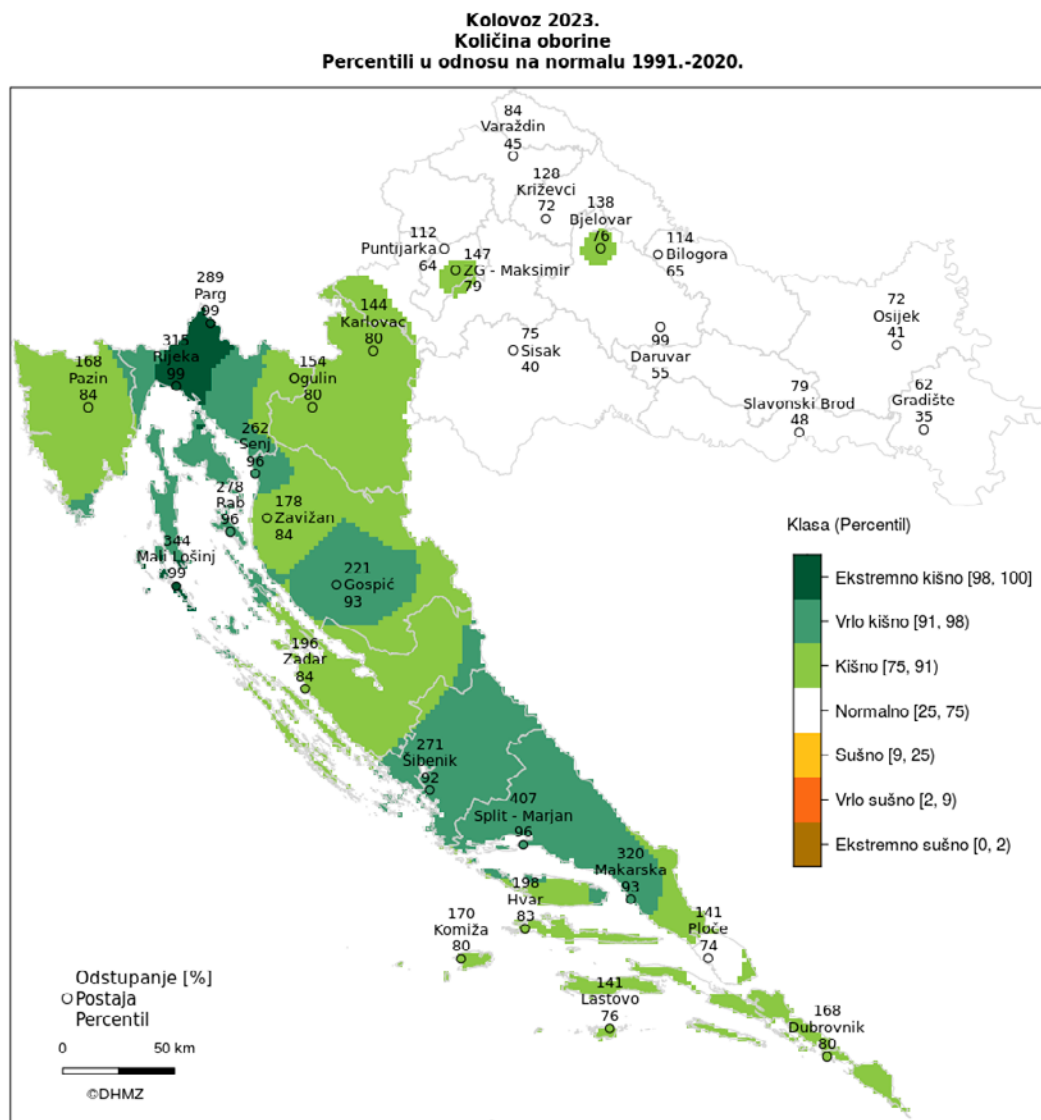 Kolovoz 2023.
Količina oborine
Percentili u odnosu na normalu 1991.-2020.
84
Varaždin
45
128
Križevci
72
138
Bjelovar
76
112
Puntijarka
64
147
ZG - Maksimir
79
114
Bilogora
65
289
Parg
99
315
Rijeka
99
144
Karlovac
80
72
Osijek
41
75
Sisak
40
99
Daruvar
55
168
Pazin
84
154
Ogulin
80
79
Slavonski Brod
48
62
Gradište
35
262
Senj
96
278
Rab
96
178
Zavižan
84
344
Mali Lošinj
99
221
Gospić
93
196
Zadar
84
271
Šibenik
92
407
Split - Marjan
96
320
Makarska
93
198
Hvar
83
170
Komiža
80
141
Ploče
74
141
Lastovo
76
168
Dubrovnik
80
Klasa (Percentil)
Ekstremno kišno [98, 100]
Vrlo kišno [91, 98)
Kišno [75, 91)
Normalno [25, 75)
Sušno [9, 25)
Vrlo sušno [2, 9)
Ekstremno sušno [0, 2)
Odstupanje [%]
Postaja
Percentil
0 50 km
©DHMZ